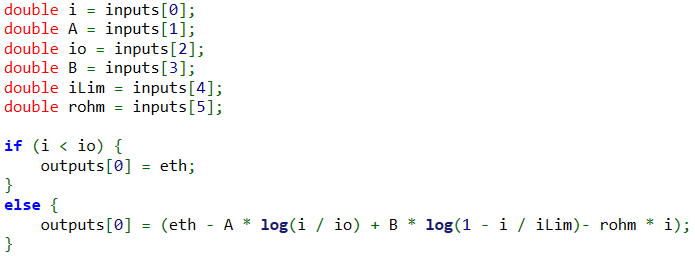 double i = inputs[0];
double A = inputs[1];
double io = inputs[2];
double B = inputs[3];
double iLim = inputs[4];
double rohm = inputs[5];

if (i < io) {
    outputs[0] = eth;
}
else {
    outputs[0] = (eth - A * log(i / io) + B * log(1 - i / iLim)- rohm * i);
}